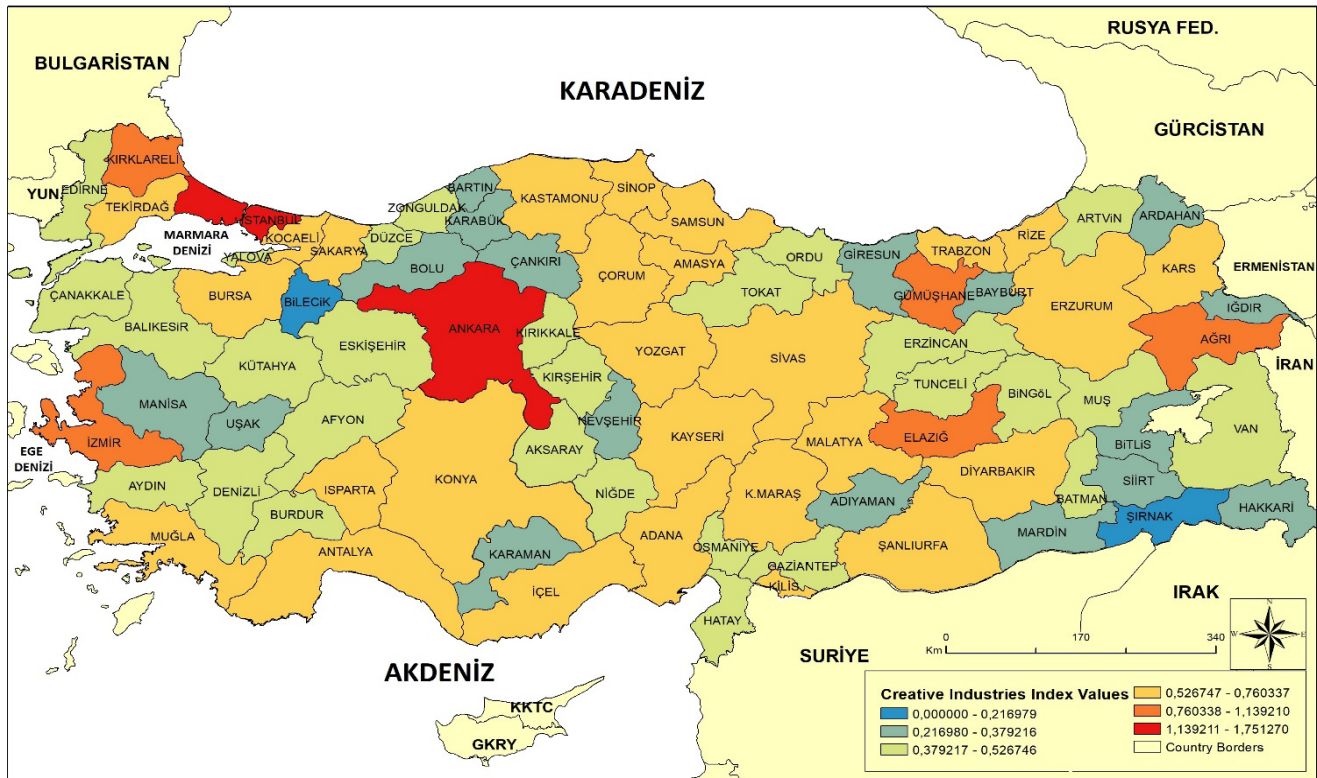 RUSYA FED.
BULGARİSTAN
KARADENİZ
GÜRCİSTAN
KIRKLARELİ
YUN.
EDİRNE
TEKİRDAĞ
İSTANBUL
KOCAELİ
MARMARA
DENİZİ
YALOVA
SAKARYA
DÜZCE
ZONGULDAK
BARTIN
KARABÜK
KASTAMONU
SİNOP
SAMSUN
BOLU
ÇANKIRI
ÇORUM
AMASYA
ORDU
TOKAT
GİRESUN
TRABZON
RİZE
ARTVİN
ARDAHAN
GÜMÜŞHANE
BAYBURT
ERZURUM
KARS
ERMENİSTAN
IĞDIR
AĞRI
İRAN
ÇANAKKALE
BURSA
BİLECİK
BALIKESİR
KÜTAHYA
ESKİŞEHİR
ANKARA
KIRIKKALE
KIRŞEHİR
YOZGAT
SİVAS
ERZİNCAN
TUNCELİ
BİNGÖL
MUŞ
VAN
MANİSA
UŞAK
AFYON
NEVŞEHİR
KAYSERİ
MALATYA
ELAZIĞ
BİTLİS
EGE
DENİZİ
İZMİR
AKSARAY
DİYARBAKIR
SİİRT
AYDIN
DENİZLİ
ISPARTA
KONYA
NİĞDE
K.MARAŞ
ADIYAMAN
BATMAN
ŞIRNAK
HAKKARİ
BURDUR
MUĞLA
ANTALYA
KARAMAN
ADANA
OSMANİYE
GAZİANTEP
ŞANLIURFA
MARDİN
İÇEL
KİLİS
HATAY
IRAK
SURİYE
AKDENİZ
KKTC
GKRY
N
W
E
S
0
170
340
Km
Creative Industries Index Values
0,000000 - 0,216979
0,216980 - 0,379216
0,379217 - 0,526746
0,526747 - 0,760337
0,760338 - 1,139210
1,139211 - 1,751270
Country Borders